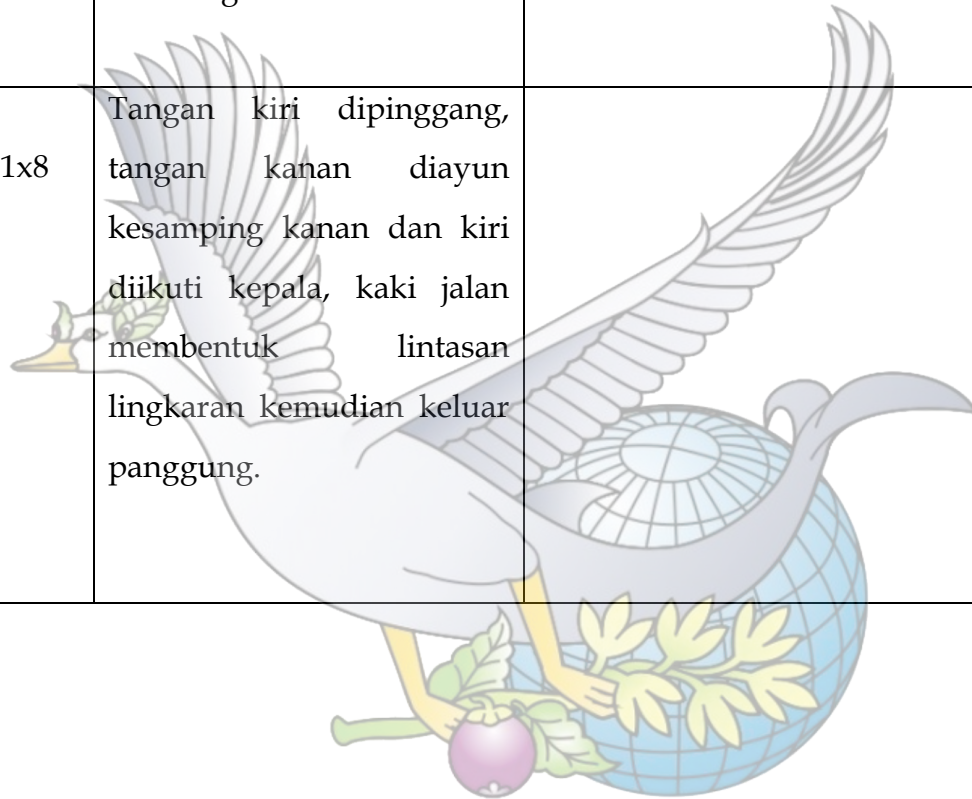 1x8
Tangan kiri dipinggang,
tangan kanan diayun
kesamping kanan dan kiri
diikuti kepala, kaki jalan
membentuk lintasan
lingkaran kemudian keluar
panggung.